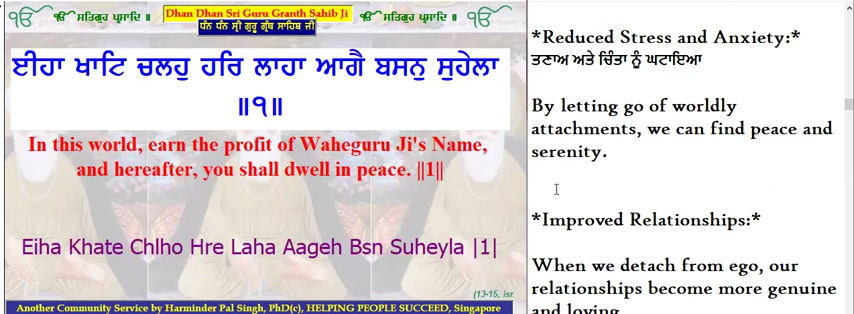 ੴ ਸਤਿਗੁਰ ਪ੍ਰਸਾਦਿ ॥
Dhan Dhan Sri Guru Granth Sahib Ji
ਧੰਨ ਧੰਨ ਸ੍ਰੀ ਗੁਰੂ ਗ੍ਰੰਥ ਸਾਹਿਬ ਜੀ
ੴ ਸਤਿਗੁਰ ਪ੍ਰਸਾਦਿ ॥
ੴ
ਈਹਾ ਖਾਟਿ ਚਲਹੁ ਹਰਿ ਲਾਹਾ ਆਗੈ ਬਸਨੁ ਸੁਹੇਲਾ
॥੧॥
In this world, earn the profit of Waheguru Ji's Name,
and hereafter, you shall dwell in peace. ||1||
Eiha Khate Chlho Hre Laha Aageh Bsn Suheyla |1|
(13-15, isr
Another Community Service by Harminder Pal Singh, PhD(c), HELPING PEOPLE SUCCEED, Singapore
*Reduced Stress and Anxiety:*
ਤਣਾਅ ਅਤੇ ਚਿੰਤਾ ਨੂੰ ਘਟਾਇਆ
By letting go of worldly
attachments, we can find peace and
serenity.
*Improved Relationships:*
When we detach from ego, our
relationships become more genuine
and loving.